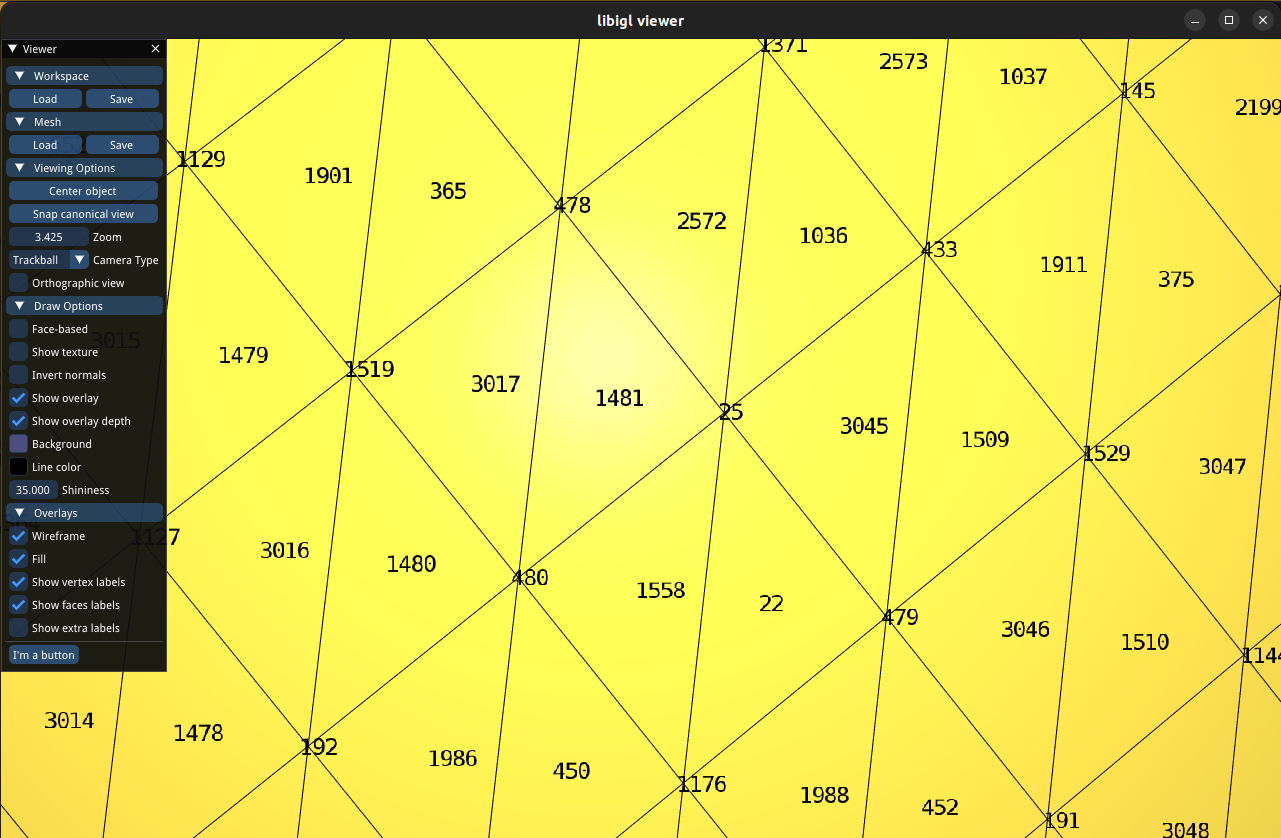 libigl viewer
Viewer
Workspace
Load Save
Mesh
Load Save
Viewing Options
Center object
Snap canonical view
3.425 Zoom
Trackball Camera Type
Orthographic view
Draw Options
Face-based
Show texture
Invert normals
Show overlay
Show overlay depth
Background
Line color
35.000 Shininess
Overlays
Wireframe
Fill
Show vertex labels
Show faces labels
Show extra labels
I'm a button
1371
2573
1037
145
2199
1129
1901
365
478
2572
1036
433
1911
375
3015
1479
1519
3017
1481
25
3045
1509
1529
3047
1127
3016
1480
480
1558
22
479
3046
1510
1144
3014
1478
192
1986
450
1176
1988
452
191
3048